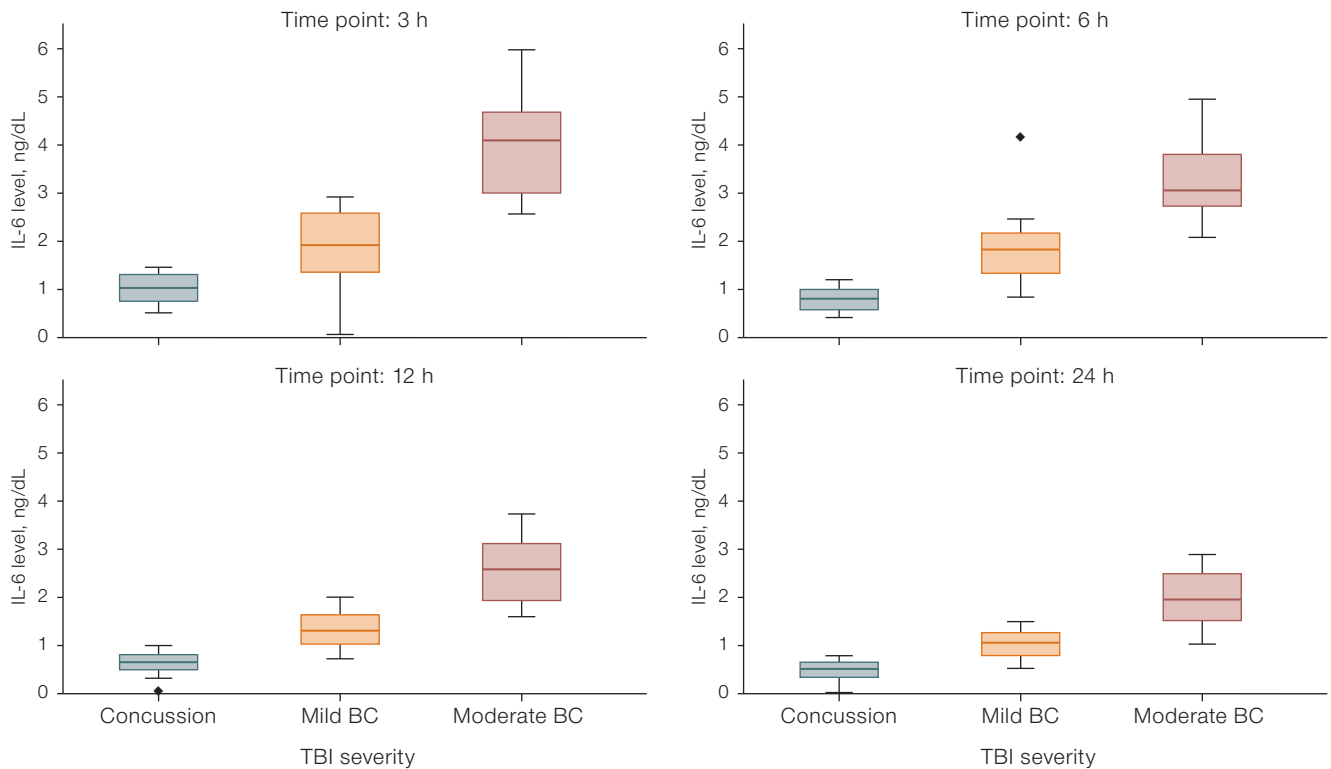 Time point: 3 h
6
5
4
3
2
1
0
IL-6 level, ng/dL
Time point: 6 h
6
5
4
3
2
1
0
IL-6 level, ng/dL
Time point: 12 h
6
5
4
3
2
1
0
IL-6 level, ng/dL
Concussion Mild BC Moderate BC
TBI severity
Time point: 24 h
6
5
4
3
2
1
0
IL-6 level, ng/dL
Concussion Mild BC Moderate BC
TBI severity